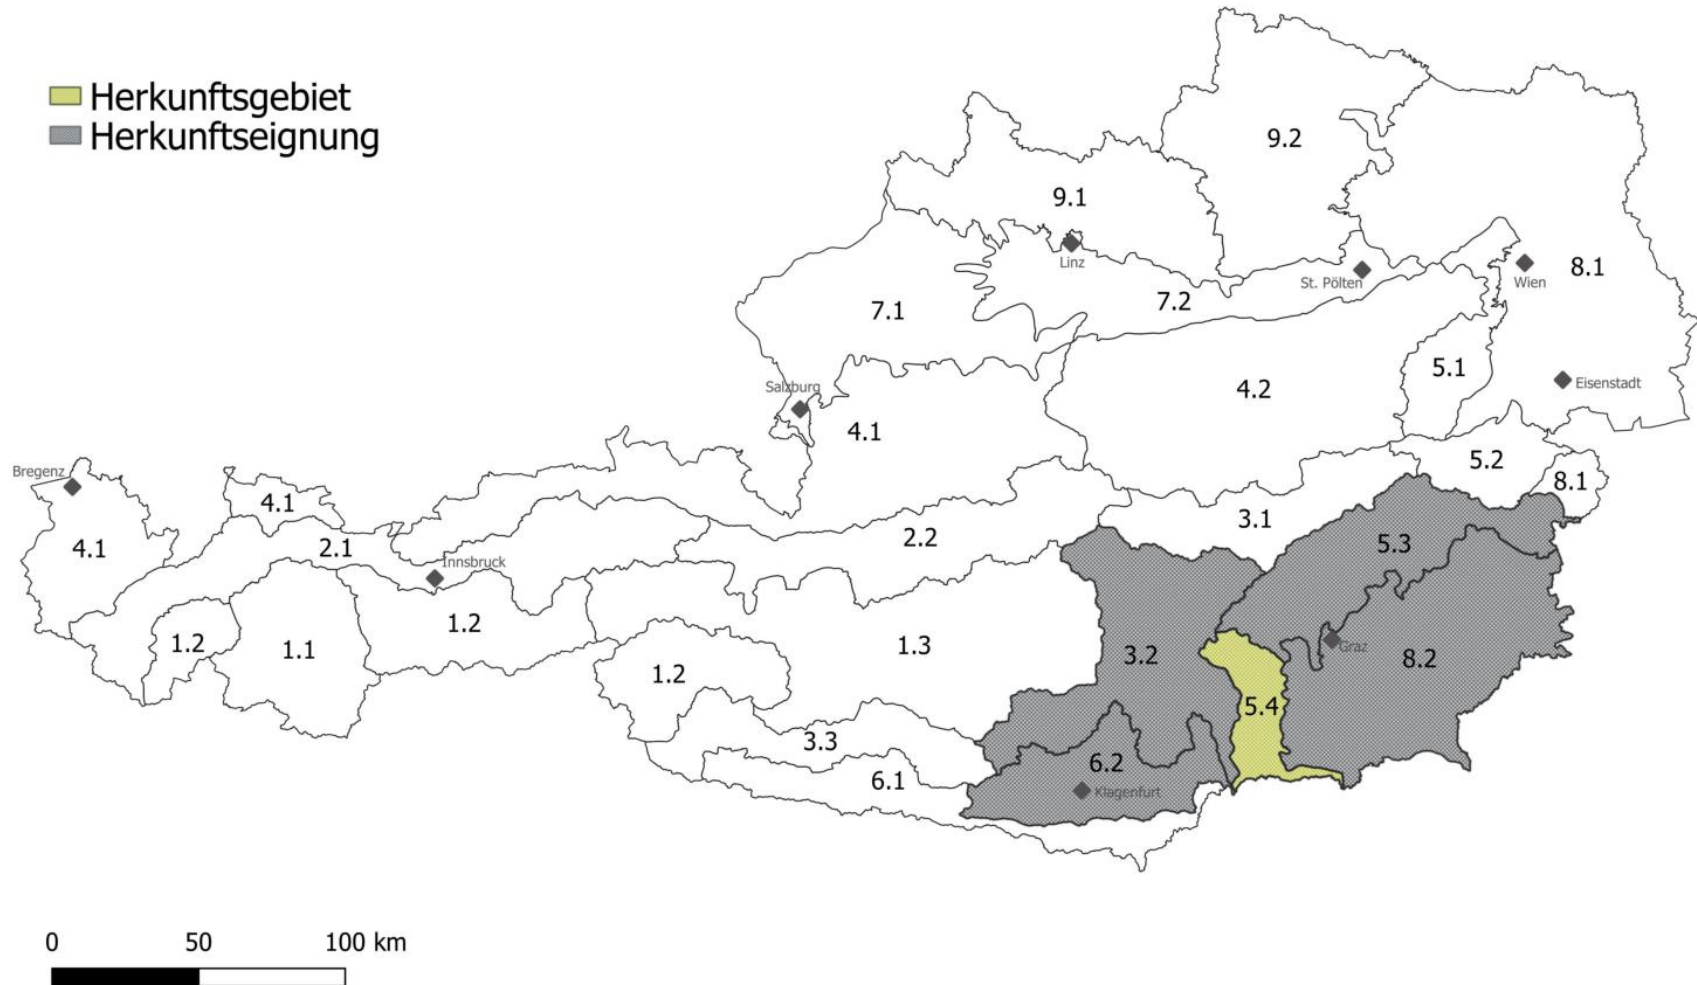 Herkunftsgebiet
Herkunftseignung
9.2
9.1
Linz
8.1
Wien
St. Pölten
7.2
7.1
5.1
Eisenstadt
4.2
Salzburg
4.1
5.2
Bregenz
8.1
4.1
3.1
4.1
2.1
2.2
5.3
Innsbruck
1.2
1.2
1.1
1.3
3.2
Graz
8.2
1.2
5.4
3.3
6.2
6.1
Klagenfurt
0 50 100 km